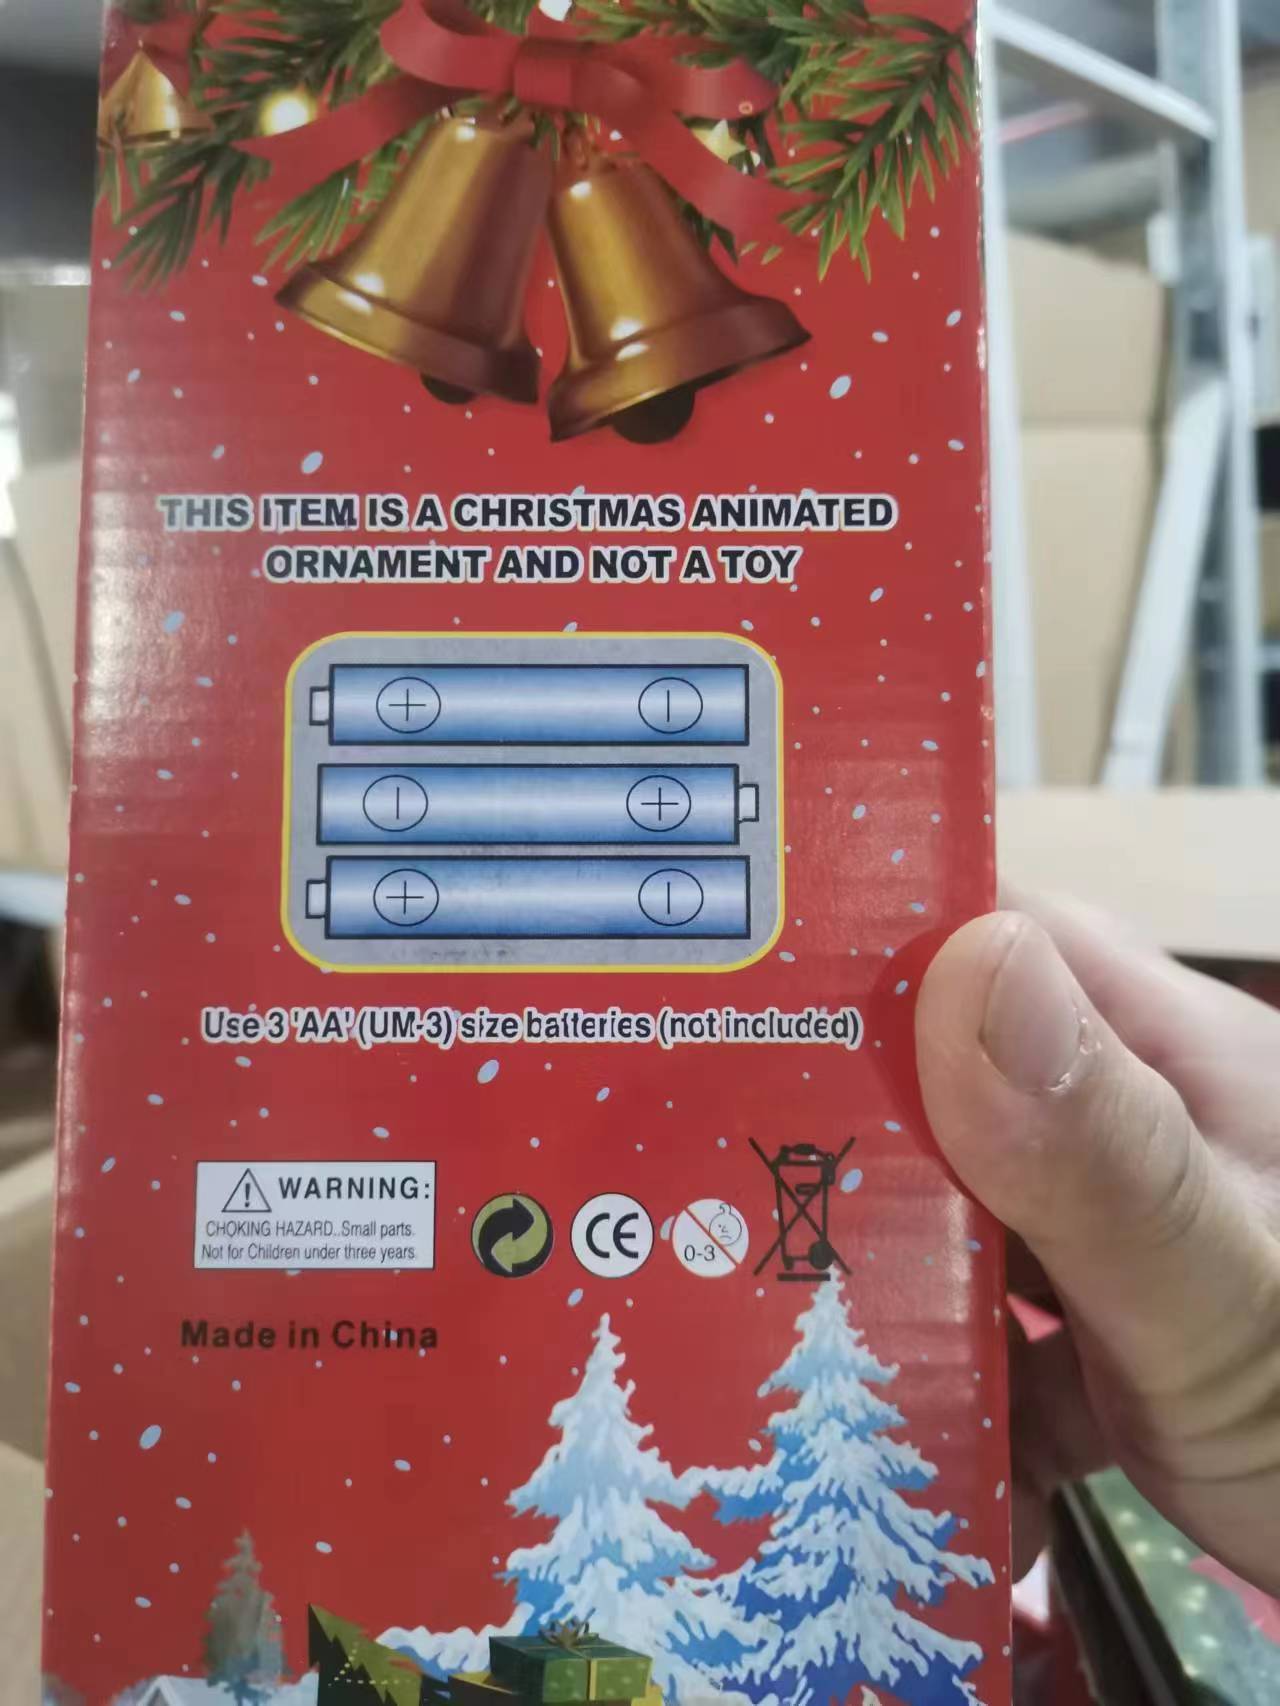 THIS ITEM IS A CHRISTMAS ANIMATED
ORNAMENT AND NOT A TOY
+ -
- +
+ -
Use 3 'AA' (UM-3) size batteries (not included)
WARNING:
CHOKING HAZARD..Small parts.
Not for Children under three years.
CE
0-3
Made in China